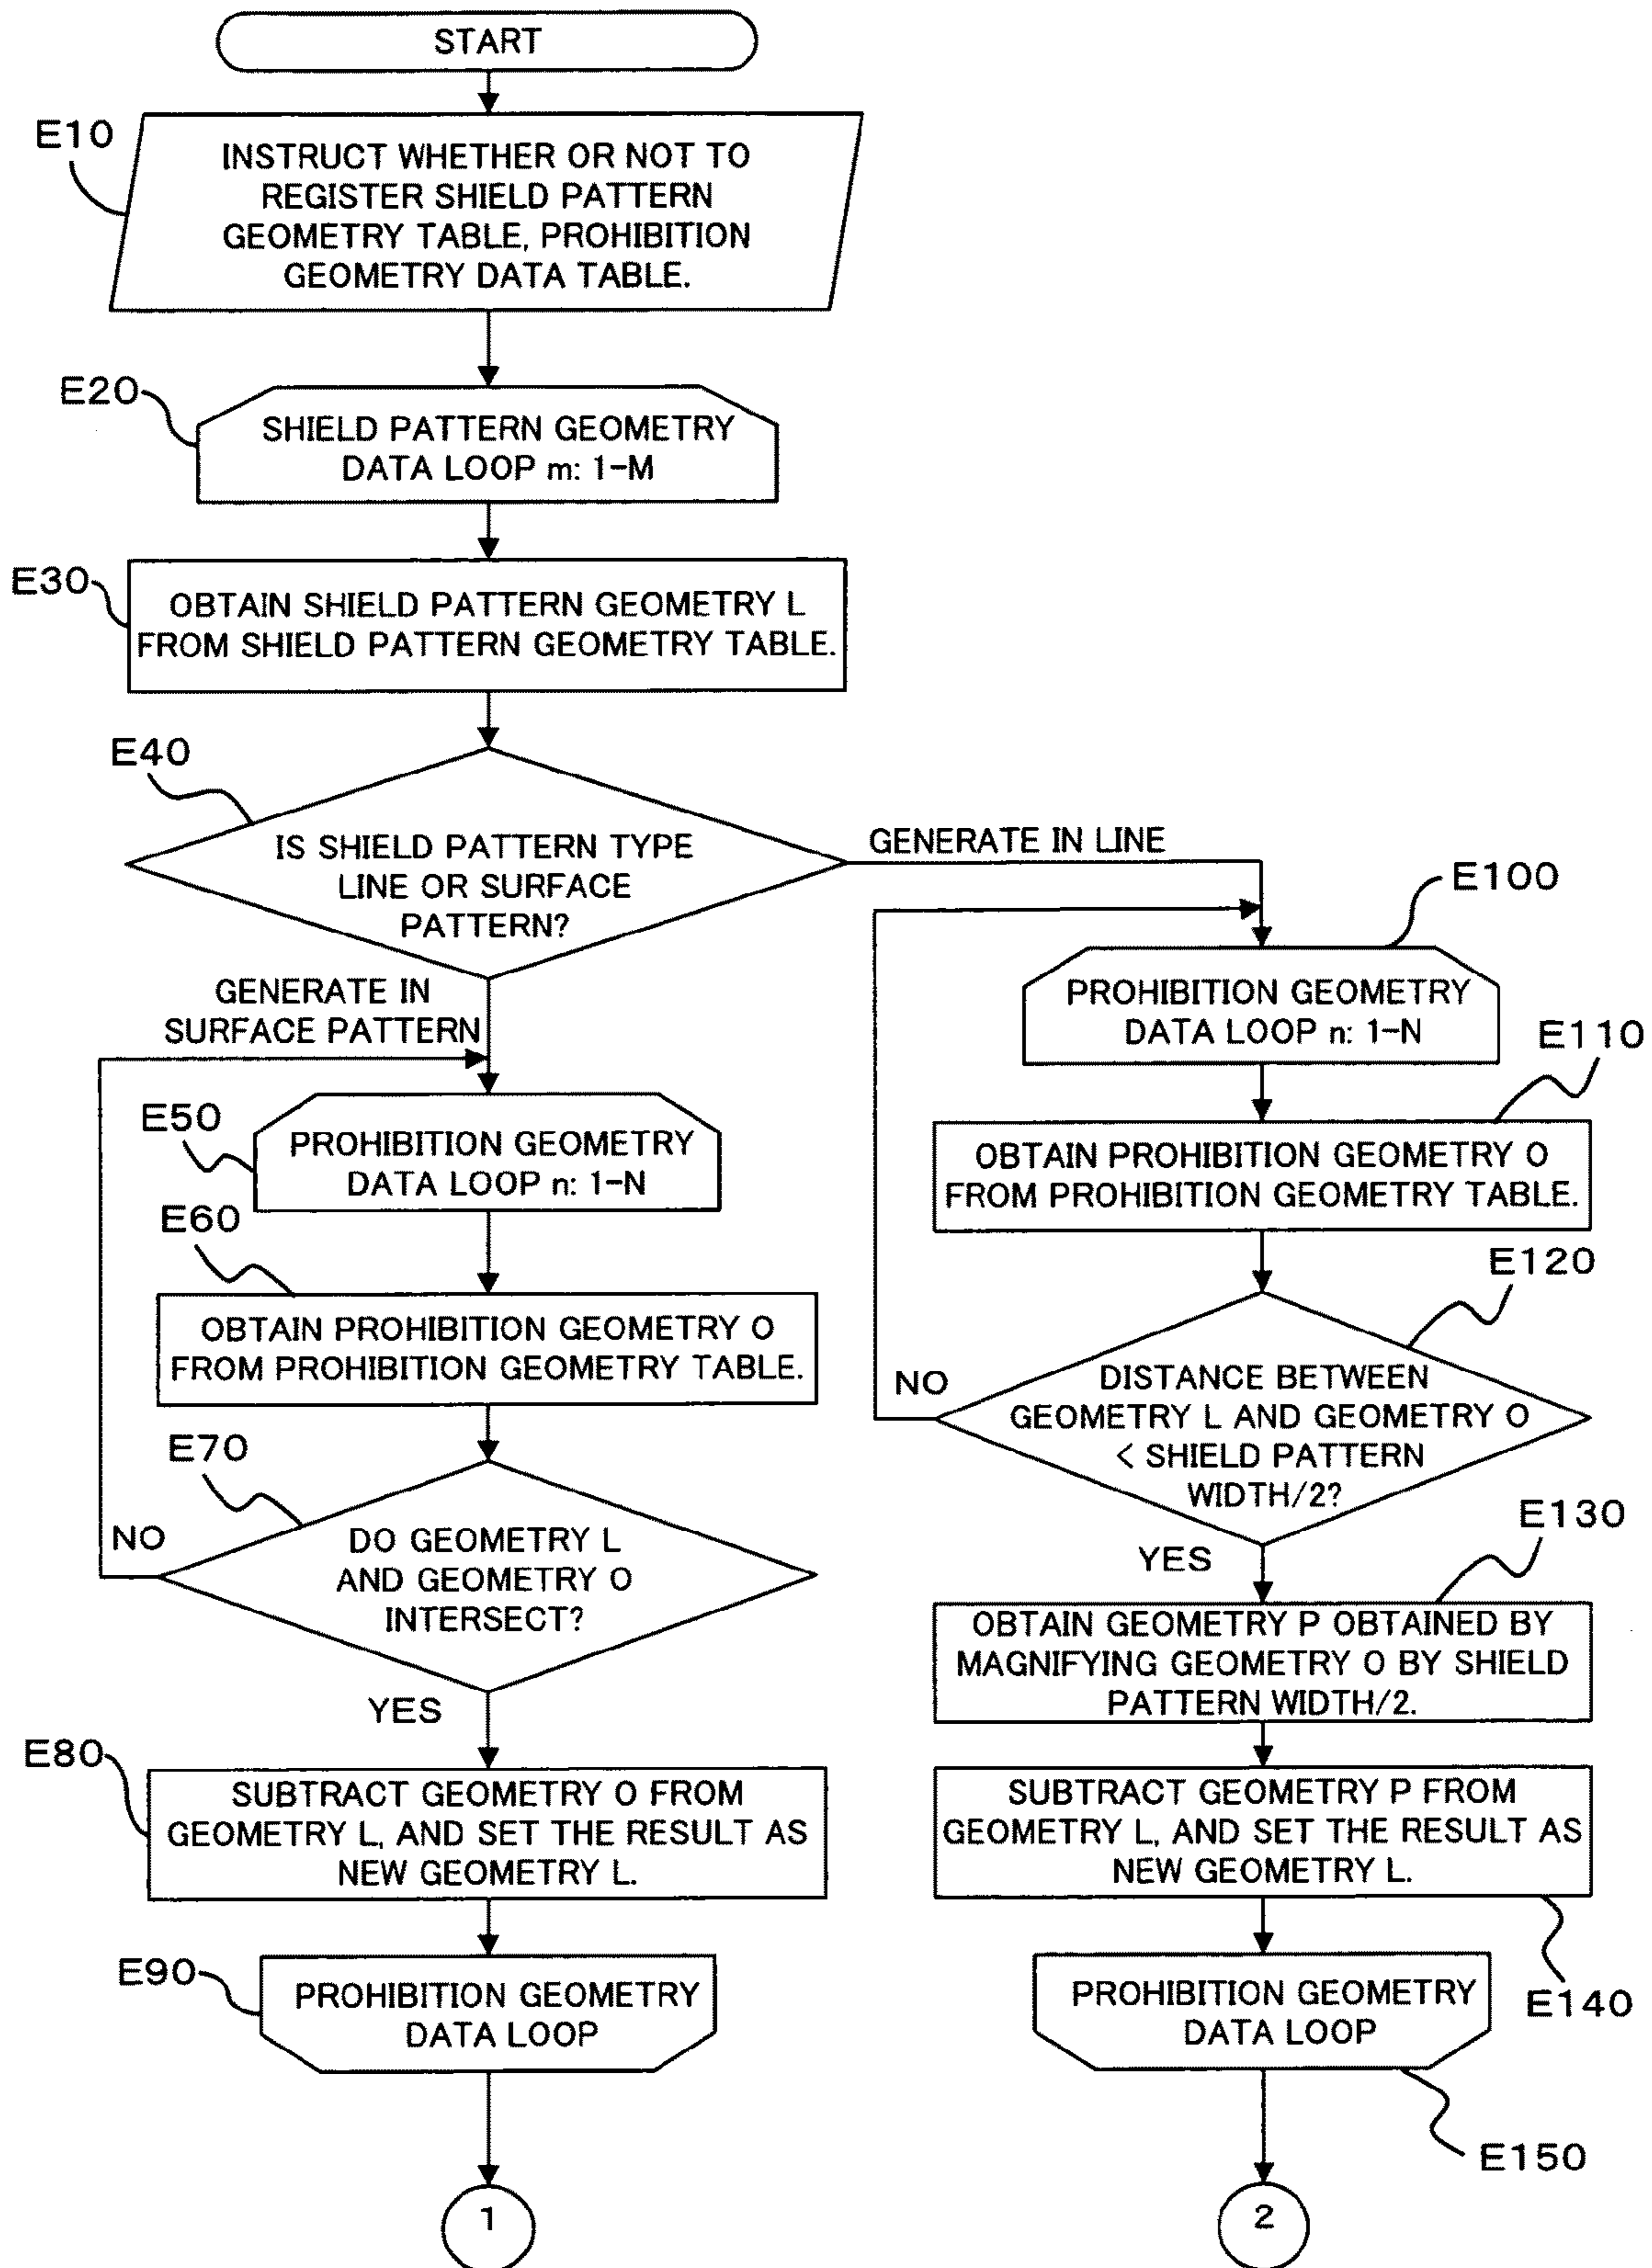 START
E10
INSTRUCT WHETHER OR NOT TO
REGISTER SHIELD PATTERN
GEOMETRY TABLE, PROHIBITION
GEOMETRY DATA TABLE.
E20
SHIELD PATTERN GEOMETRY
DATA LOOP m: 1-M
E30
OBTAIN SHIELD PATTERN GEOMETRY L
FROM SHIELD PATTERN GEOMETRY TABLE.
E40
IS SHIELD PATTERN TYPE
LINE OR SURFACE
PATTERN?
GENERATE IN
SURFACE PATTERN
E50
PROHIBITION GEOMETRY
DATA LOOP n: 1-N
E60
OBTAIN PROHIBITION GEOMETRY O
FROM PROHIBITION GEOMETRY TABLE.
E70
NO
DO GEOMETRY L
AND GEOMETRY O
INTERSECT?
YES
E80
SUBTRACT GEOMETRY O FROM
GEOMETRY L, AND SET THE RESULT AS
NEW GEOMETRY L.
E90
PROHIBITION GEOMETRY
DATA LOOP
1
GENERATE IN LINE
E100
PROHIBITION GEOMETRY
DATA LOOP n: 1-N
E110
OBTAIN PROHIBITION GEOMETRY O
FROM PROHIBITION GEOMETRY TABLE.
E120
NO
DISTANCE BETWEEN
GEOMETRY L AND GEOMETRY O
< SHIELD PATTERN
WIDTH/2?
YES
E130
OBTAIN GEOMETRY P OBTAINED BY
MAGNIFYING GEOMETRY O BY SHIELD
PATTERN WIDTH/2.
SUBTRACT GEOMETRY P FROM
GEOMETRY L, AND SET THE RESULT AS
NEW GEOMETRY L.
E140
PROHIBITION GEOMETRY
DATA LOOP
E150
2